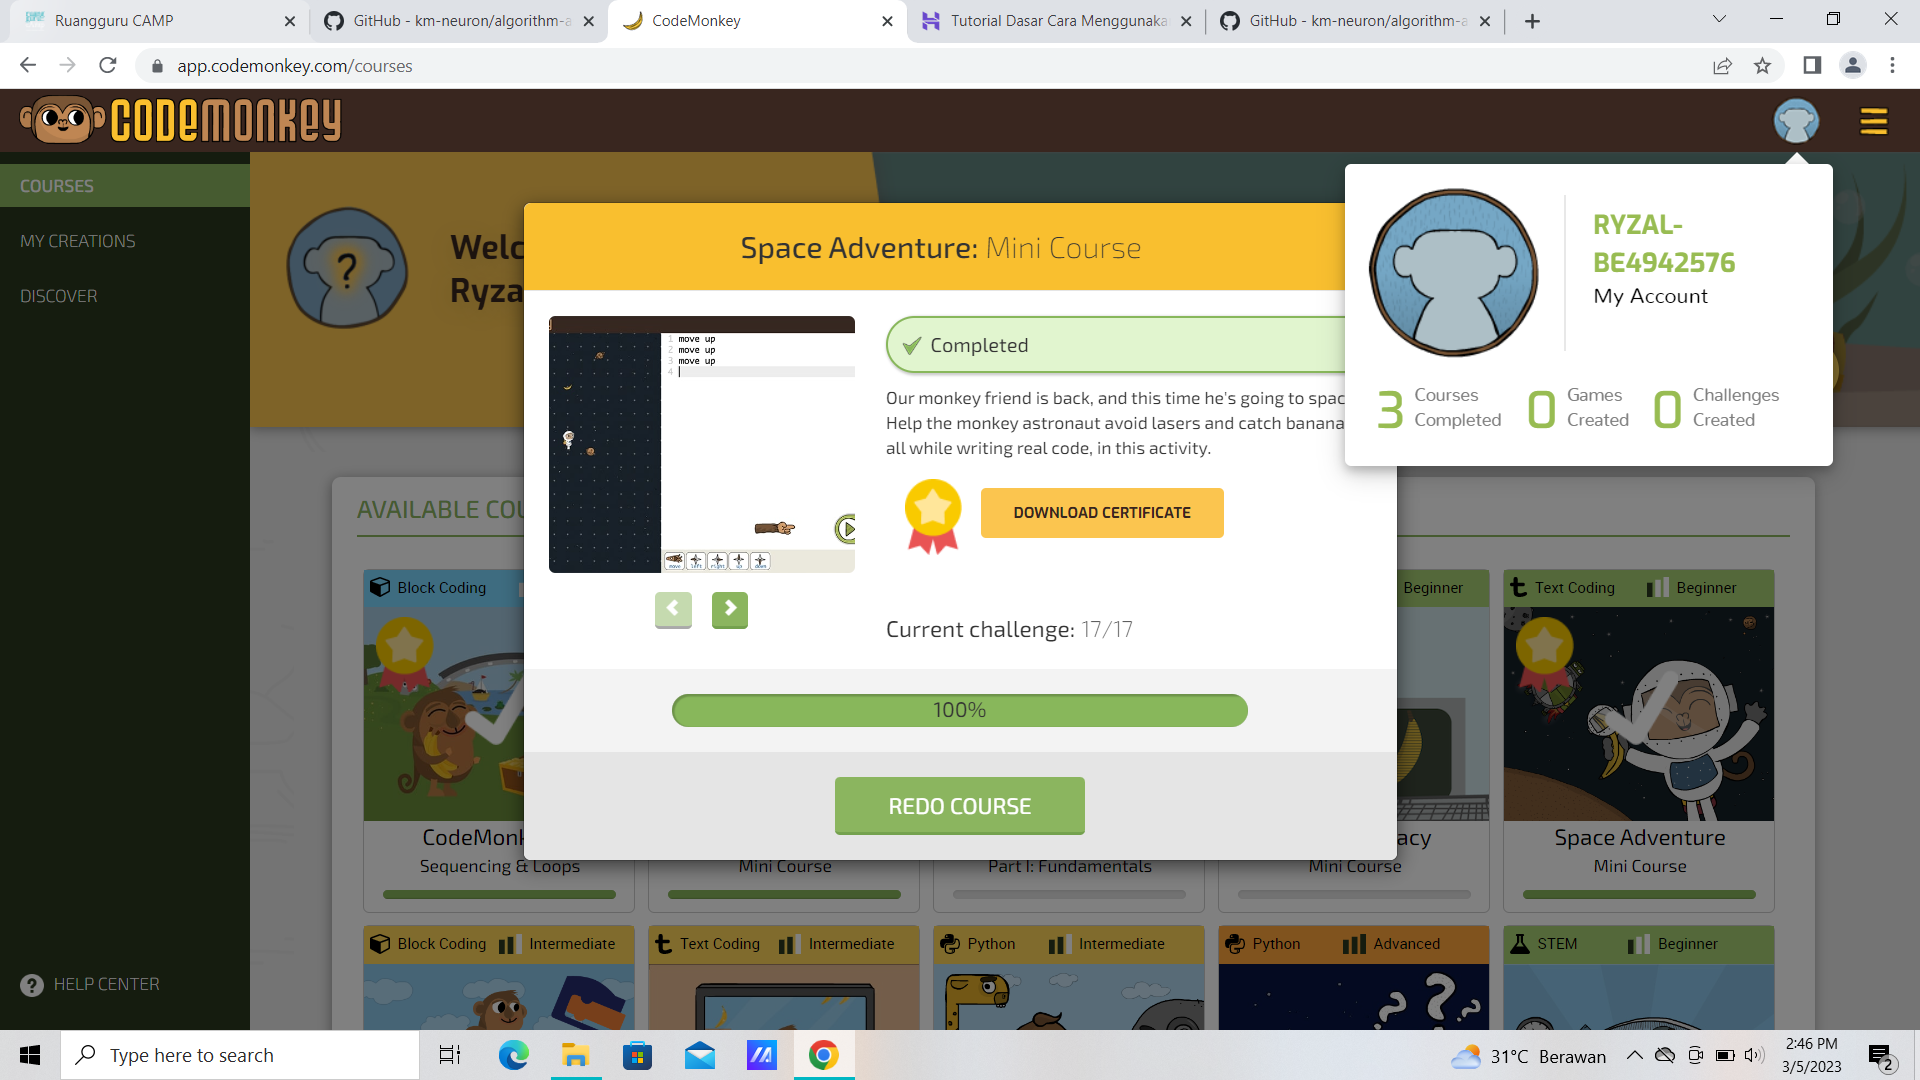 Ruangguru CAMP
GitHub - km-neuron/algorithm-a
CodeMonkey
Tutorial Dasar Cara Menggunaka
GitHub - km-neuron/algorithm-a
app.codemonkey.com/courses
CODEMONKEY
COURSES
MY CREATIONS
DISCOVER
HELP CENTER
Welc
Ryza
Space Adventure: Mini Course
1 move up
2 move up
3 move up
4
move left right up down
Completed
Our monkey friend is back, and this time he's going to spac
Help the monkey astronaut avoid lasers and catch banana
all while writing real code, in this activity.
DOWNLOAD CERTIFICATE
Current challenge: 17/17
100%
REDO COURSE
RYZAL-
BE4942576
My Account
3 Courses Completed
0 Games Created
0 Challenges Created
AVAILABLE COU
Block Coding
Beginner
Text Coding Beginner
CodeMonk
Sequencing & Loops
Mini Course
Part I: Fundamentals
acy
Mini Course
Space Adventure
Mini Course
Block Coding Intermediate
Text Coding Intermediate
Python Intermediate
Python Advanced
STEM Beginner
Type here to search
31°C Berawan
2:46 PM
3/5/2023
2